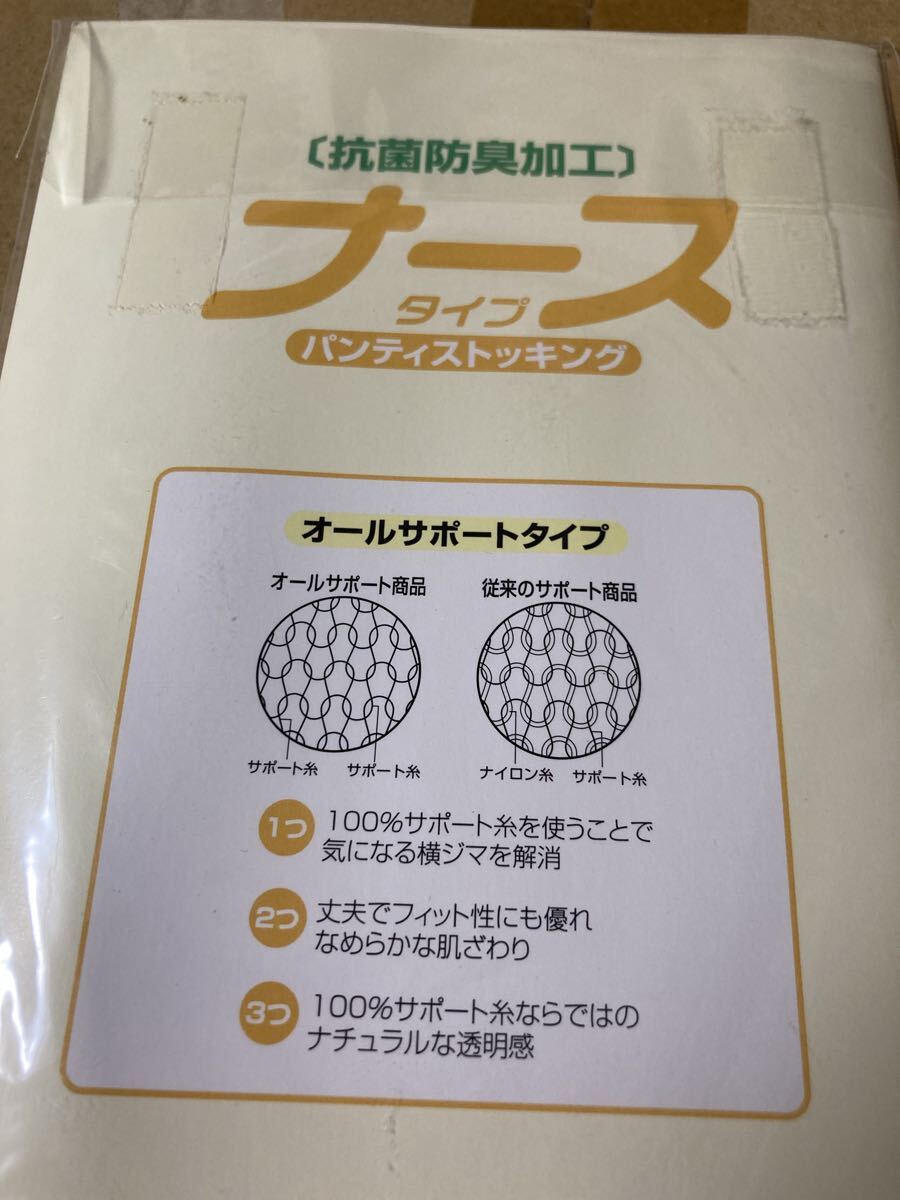 〔抗菌防臭加工〕
ナース
タイプ
パンティストッキング
オールサポートタイプ
オールサポート商品
従来のサポート商品
サポート糸 サポート糸
ナイロン糸 サポート糸
1つ 100%サポート糸を使うことで
気になる横ジマを解消
2つ 丈夫でフィット性にも優れ
なめらかな肌ざわり
3つ 100%サポート糸ならではの
ナチュラルな透明感